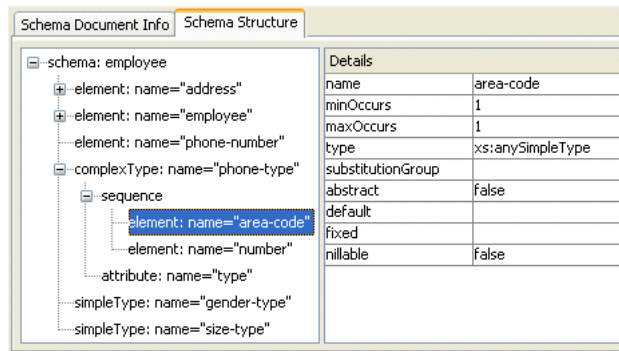 Schema Document Info
Schema Structure
schema: employee
element: name="address"
element: name="employee"
element: name="phone-number"
complexType: name="phone-type"
sequence
element: name="area-code"
element: name="number"
attribute: name="type"
simpleType: name="gender-type"
simpleType: name="size-type"
Details
name area-code
minOccurs 1
maxOccurs 1
type xs:anySimpleType
substitutionGroup
abstract false
default
fixed
nillable false